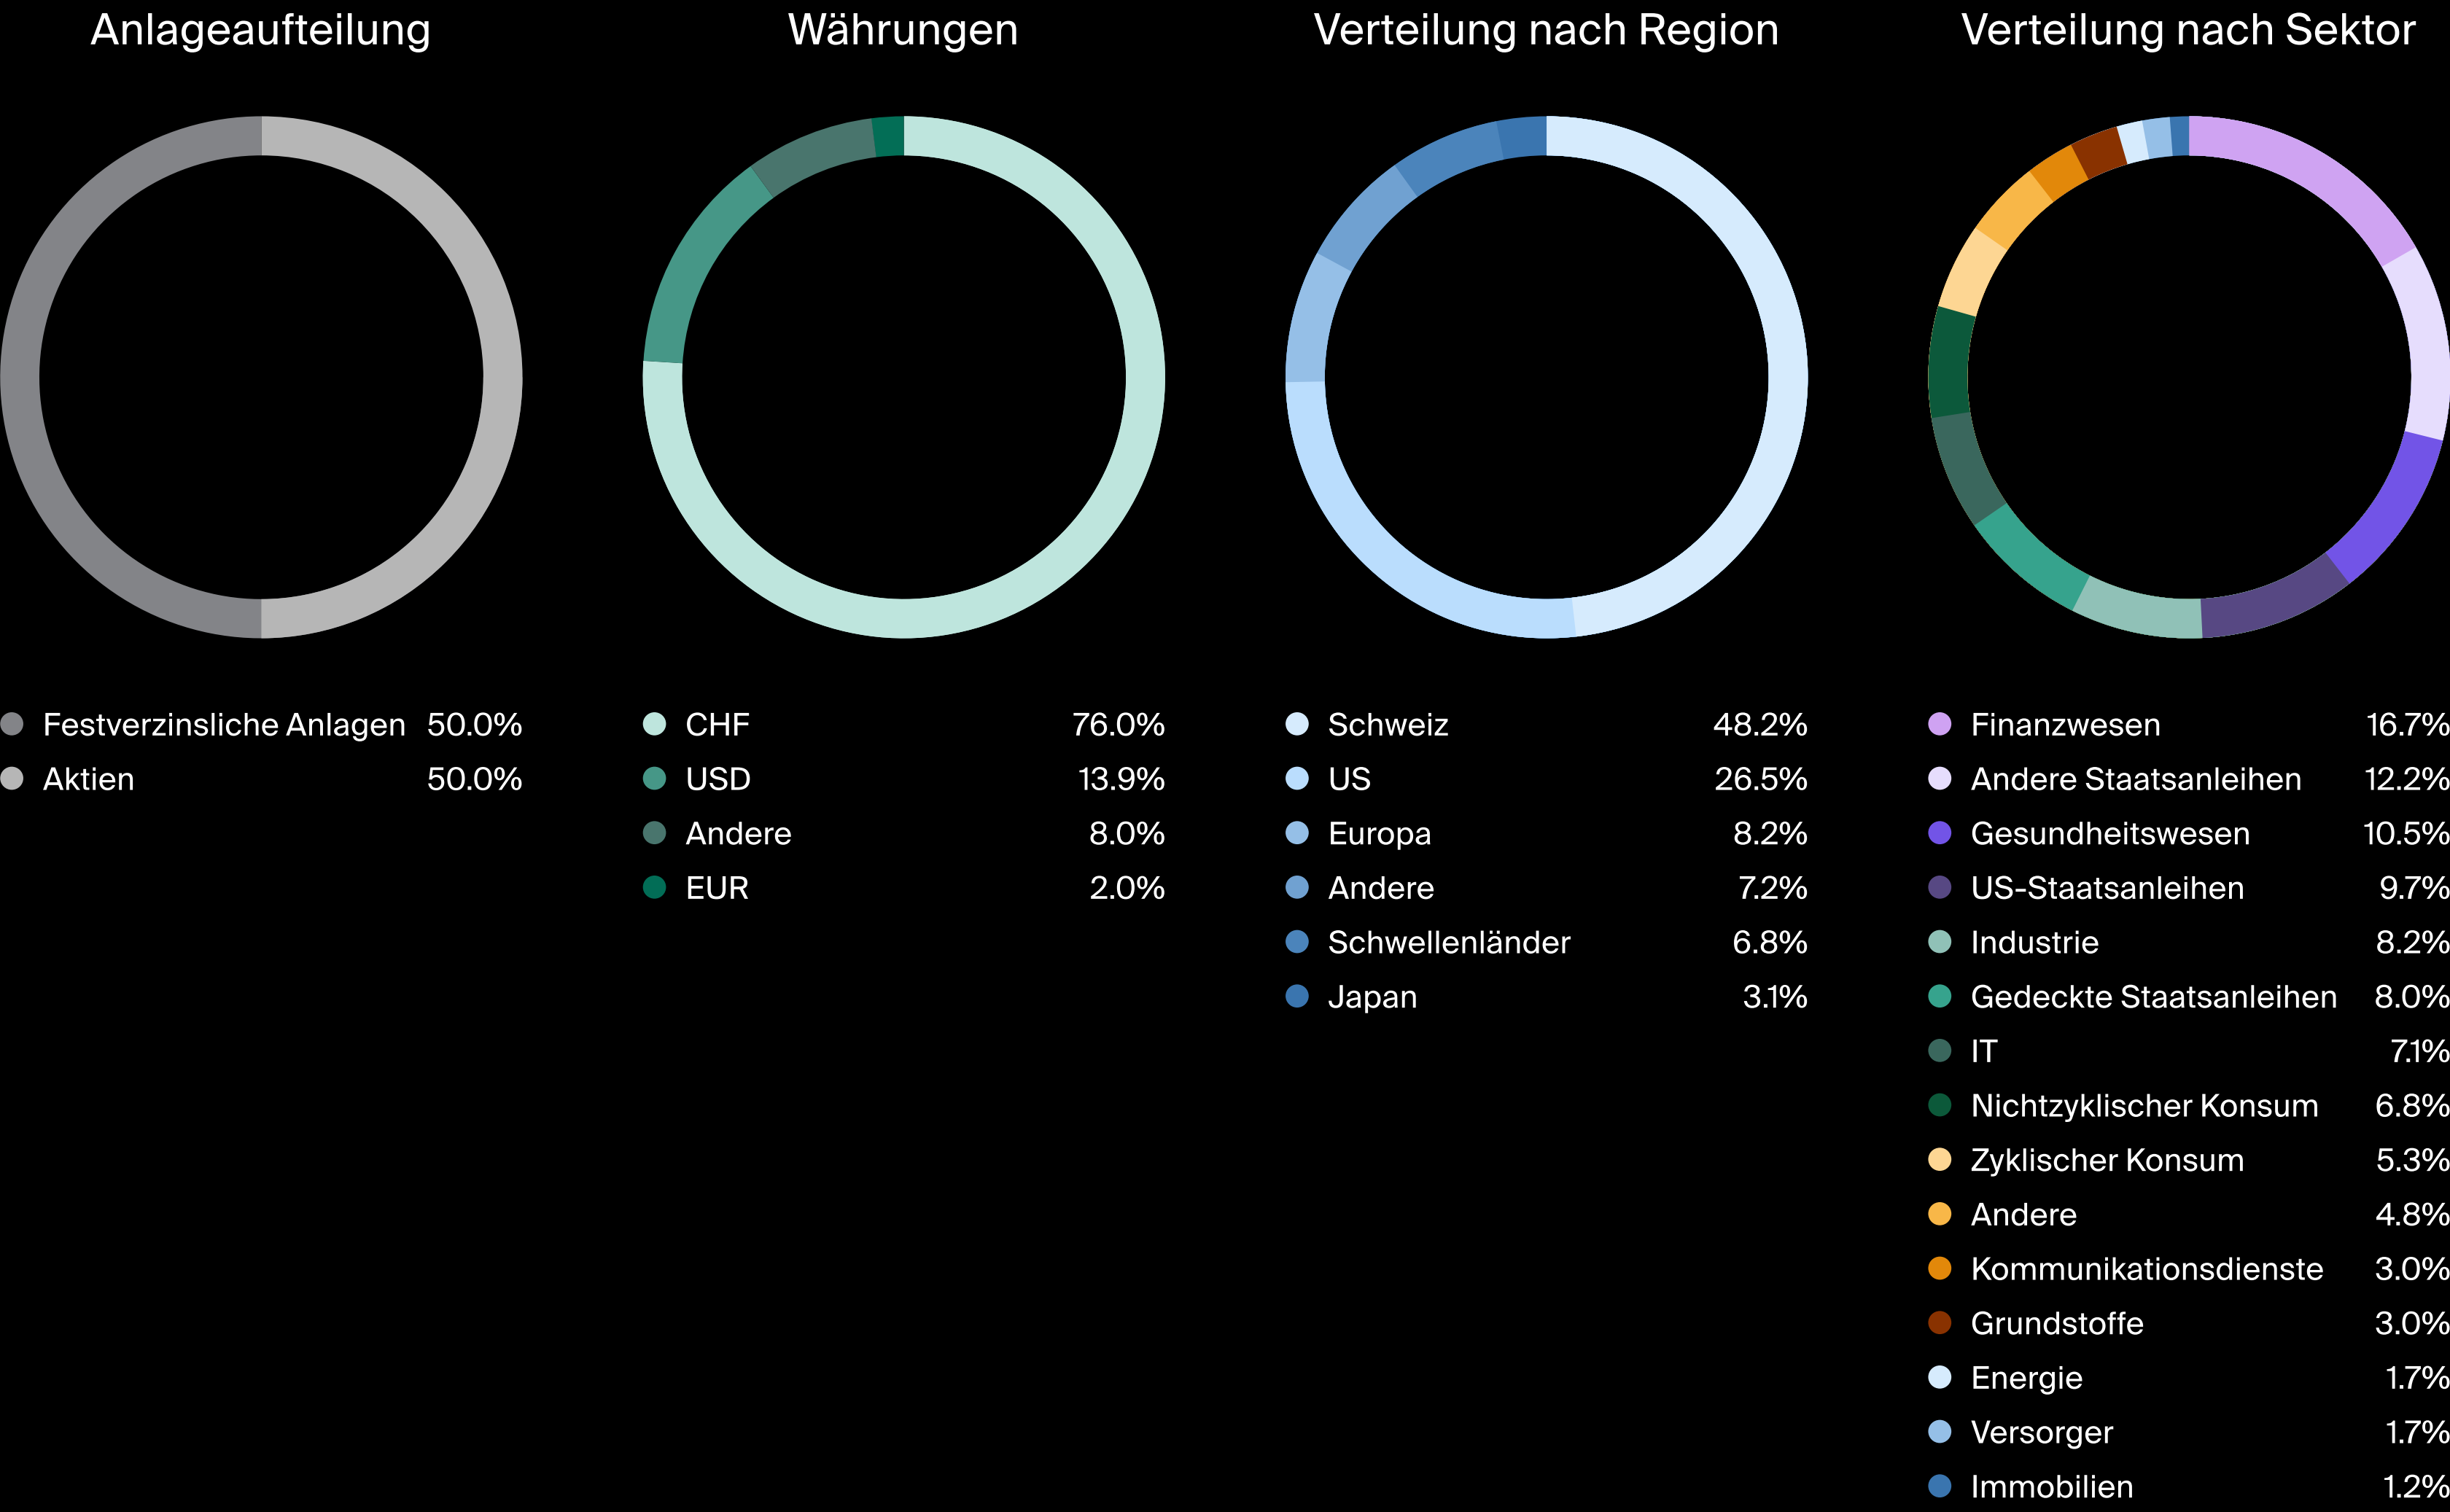 Anlageaufteilung
Festverzinsliche Anlagen 50.0%
Aktien 50.0%
Währungen
CHF 76.0%
USD 13.9%
Andere 8.0%
EUR 2.0%
Verteilung nach Region
Schweiz 48.2%
US 26.5%
Europa 8.2%
Andere 7.2%
Schwellenländer 6.8%
Japan 3.1%
Verteilung nach Sektor
Finanzwesen 16.7%
Andere Staatsanleihen 12.2%
Gesundheitswesen 10.5%
US-Staatsanleihen 9.7%
Industrie 8.2%
Gedeckte Staatsanleihen 8.0%
IT 7.1%
Nichtzyklischer Konsum 6.8%
Zyklischer Konsum 5.3%
Andere 4.8%
Kommunikationsdienste 3.0%
Grundstoffe 3.0%
Energie 1.7%
Versorger 1.7%
Immobilien 1.2%